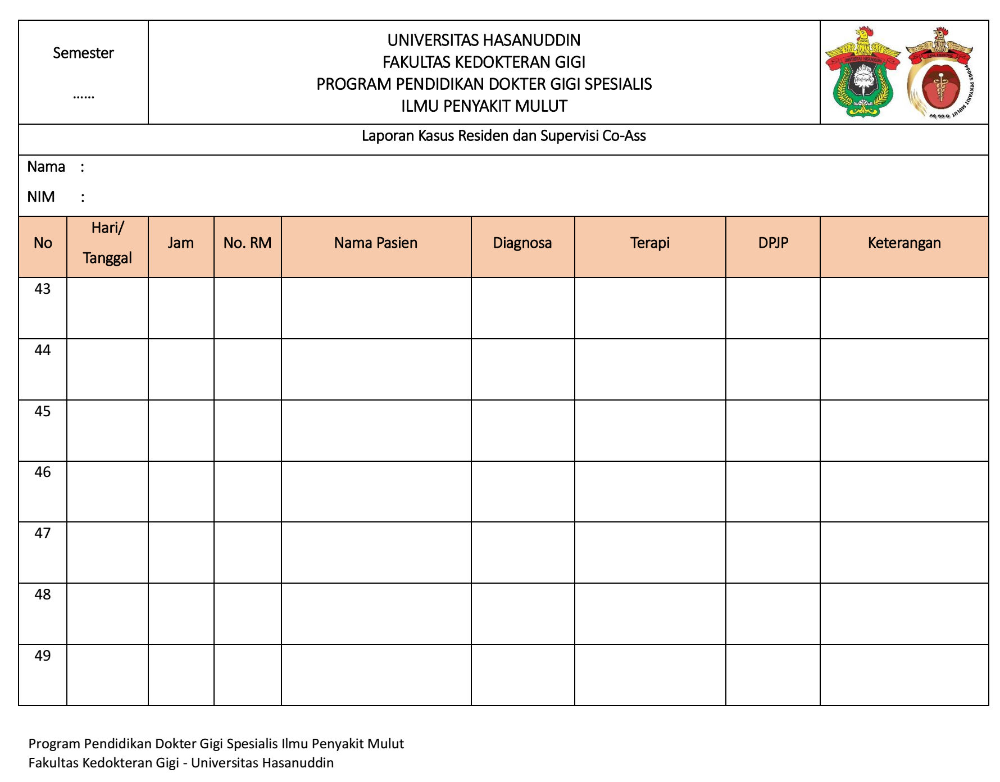 Semester
......
UNIVERSITAS HASANUDDIN
FAKULTAS KEDOKTERAN GIGI
PROGRAM PENDIDIKAN DOKTER GIGI SPESIALIS
ILMU PENYAKIT MULUT
UNIVERSITAS HASANUDDIN
ORAL MEDICINE
PPDGS PENYAKIT MULUT
Laporan Kasus Residen dan Supervisi Co-Ass
Nama :
NIM :
No Hari/ Tanggal Jam No. RM Nama Pasien Diagnosa Terapi DPJP Keterangan
43
44
45
46
47
48
49
Program Pendidikan Dokter Gigi Spesialis Ilmu Penyakit Mulut
Fakultas Kedokteran Gigi - Universitas Hasanuddin